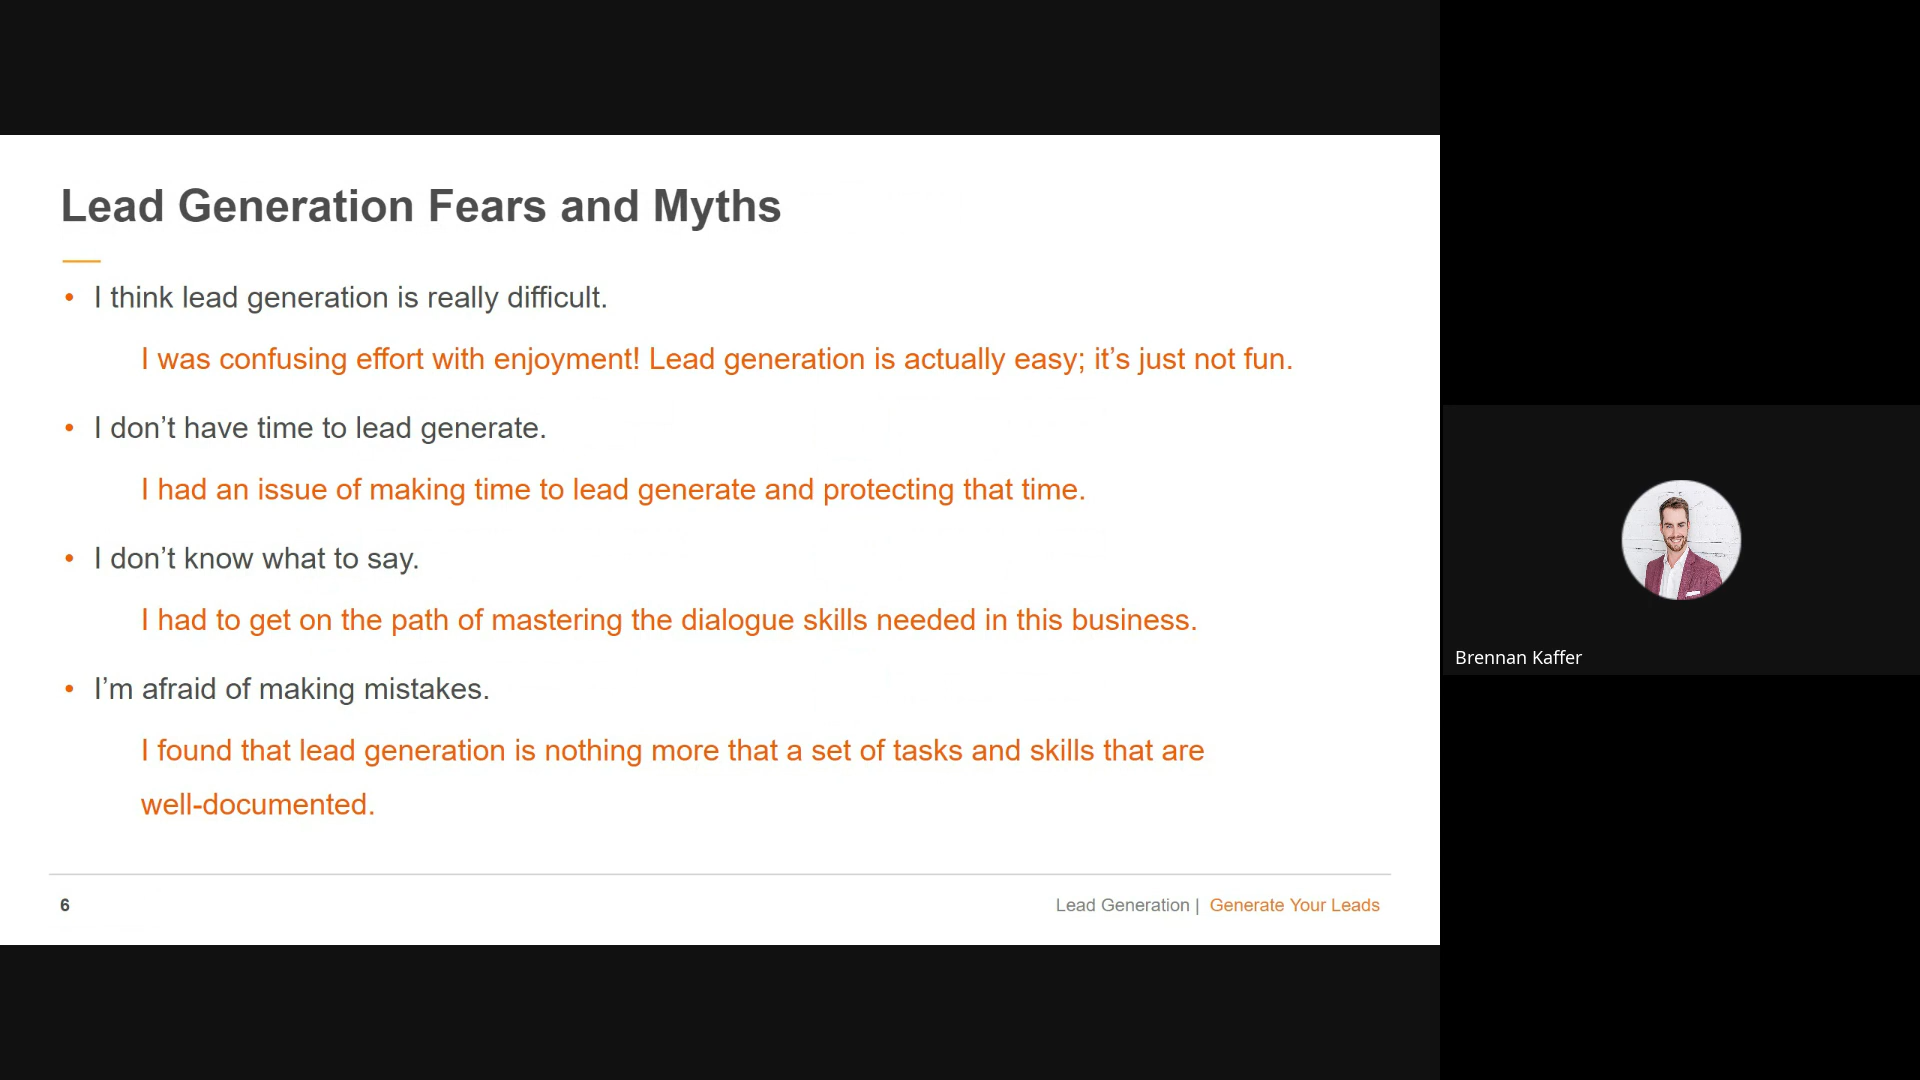 Lead Generation Fears and Myths
• I think lead generation is really difficult.
I was confusing effort with enjoyment! Lead generation is actually easy; it’s just not fun.
• I don’t have time to lead generate.
I had an issue of making time to lead generate and protecting that time.
• I don’t know what to say.
I had to get on the path of mastering the dialogue skills needed in this business.
• I’m afraid of making mistakes.
I found that lead generation is nothing more that a set of tasks and skills that are
well-documented.
6
Lead Generation | Generate Your Leads
Brennan Kaffer